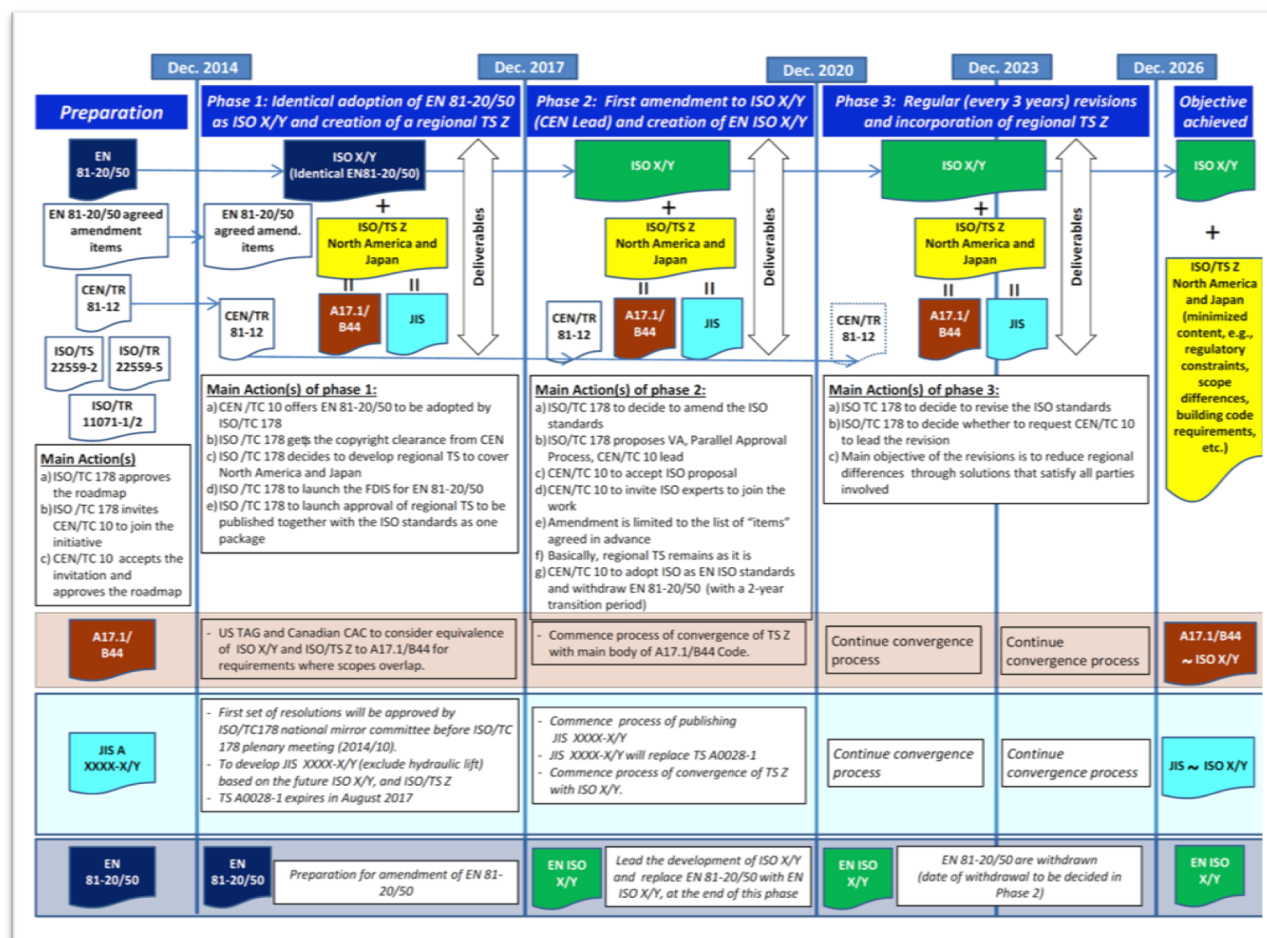 Dec. 2014
Dec. 2017
Dec. 2020
Dec. 2023
Dec. 2026
Preparation
Phase 1: Identical adoption of EN 81-20/50
as ISO X/Y and creation of a regional TS Z
Phase 2: First amendment to ISO X/Y
(CEN Lead) and creation of EN ISO X/Y
Phase 3: Regular (every 3 years) revisions
and incorporation of regional TS Z
Objective
achieved
EN
81-20/50
EN 81-20/50 agreed
amendment
items
CEN/TR
81-12
ISO/TS
22559-2
ISO/TR
22559-5
ISO/TR
11071-1/2
Main Action(s)
a) ISO/TC 178 approves
the roadmap
b) ISO /TC 178 invites
CEN/TC 10 to join the
initiative
c) CEN/TC 10 accepts the
invitation and
approves the roadmap
ISO X/Y
(Identical EN81-20/50)
EN 81-20/50
agreed amend.
items
+
ISO/TS Z
North America and
Japan
=
=
CEN/TR
81-12
A17.1/
B44
JIS
Deliverables
Main Action(s) of phase 1:
a) CEN /TC 10 offers EN 81-20/50 to be adopted by
ISO/TC 178
b) ISO /TC 178 gets the copyright clearance from CEN
c) ISO /TC 178 decides to develop regional TS to cover
North America and Japan
d) ISO /TC 178 to launch the FDIS for EN 81-20/50
e) ISO /TC 178 to launch approval of regional TS to be
published together with the ISO standards as one
package
ISO X/Y
+
ISO/TS Z
North America and
Japan
=
=
CEN/TR
81-12
A17.1/
B44
JIS
Deliverables
Main Action(s) of phase 2:
a) ISO/TC 178 to decide to amend the ISO
standards
b) ISO/TC 178 proposes VA, Parallel Approval
Process, CEN/TC 10 lead
c) CEN/TC 10 to accept ISO proposal
d) CEN/TC 10 to invite ISO experts to join the
work
e) Amendment is limited to the list of “items”
agreed in advance
f) Basically, regional TS remains as it is
g) CEN/TC 10 to adopt ISO as EN ISO standards
and withdraw EN 81-20/50 (with a 2-year
transition period)
ISO X/Y
+
ISO/TS Z
North America and
Japan
=
=
CEN/TR
81-12
A17.1/
B44
JIS
Deliverables
Main Action(s) of phase 3:
a) ISO TC 178 to decide to revise the ISO standards
b) ISO/TC 178 to decide whether to request CEN/TC 10
to lead the revision
c) Main objective of the revisions is to reduce regional
differences through solutions that satisfy all parties
involved
ISO X/Y
+
ISO/TS Z
North America
and Japan
(minimized
content, e.g.,
regulatory
constraints,
scope
differences,
building code
requirements,
etc.)
A17.1/
B44
- US TAG and Canadian CAC to consider equivalence
of ISO X/Y and ISO/TS Z to A17.1/B44 for
requirements where scopes overlap.
- Commence process of convergence of TS Z
with main body of A17.1/B44 Code.
Continue convergence
process
Continue
convergence process
A17.1/B44
~ ISO X/Y
JIS A
XXXX-X/Y
- First set of resolutions will be approved by
ISO/TC178 national mirror committee before ISO/TC
178 plenary meeting (2014/10).
- To develop JIS XXXX-X/Y (exclude hydraulic lift)
based on the future ISO X/Y, and ISO/TS Z
- TS A0028-1 expires in August 2017
- Commence process of publishing
JIS XXXX-X/Y
- JIS XXXX-X/Y will replace TS A0028-1
- Commence process of convergence of TS Z
with ISO X/Y.
Continue convergence
process
Continue
convergence process
JIS ~ ISO X/Y
EN
81-20/50
EN
81-20/50
Preparation for amendment of EN 81-
20/50
EN ISO
X/Y
Lead the development of ISO X/Y
and replace EN 81-20/50 with EN
ISO X/Y, at the end of this phase
EN ISO
X/Y
EN 81-20/50 are withdrawn
(date of withdrawal to be decided in
Phase 2)
EN ISO
X/Y